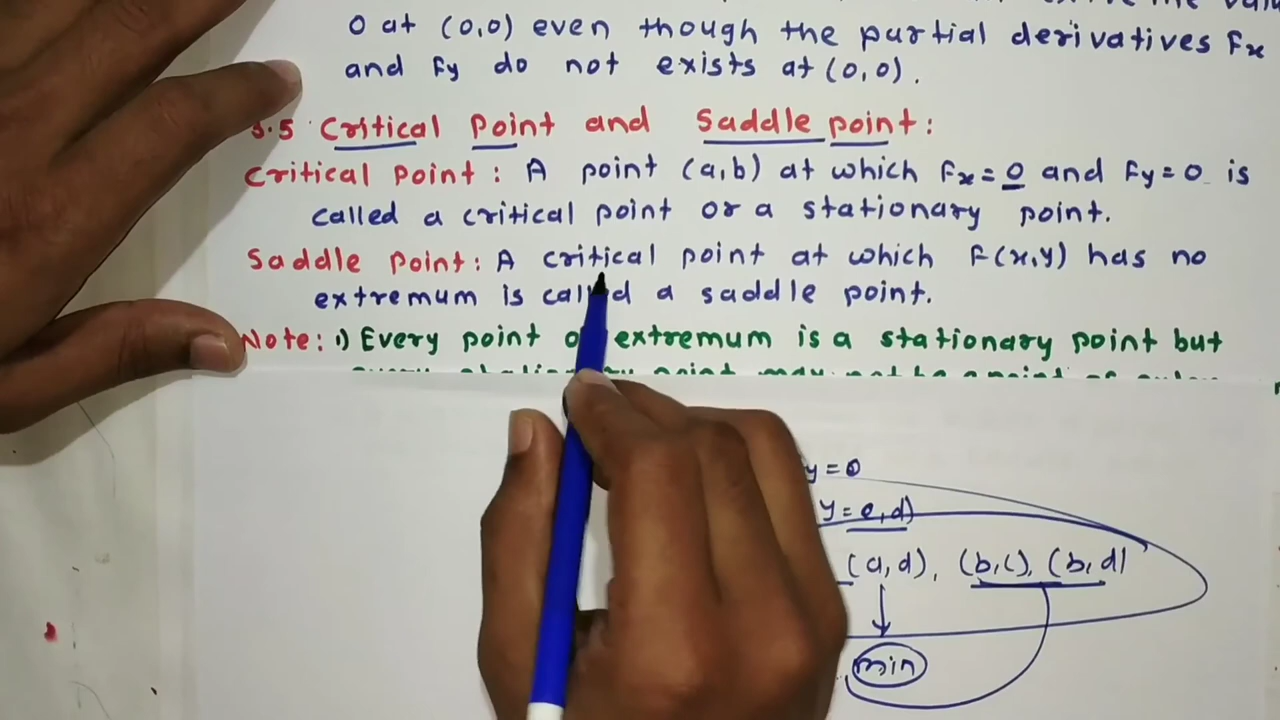 0 at (0,0) even though the partial derivatives Fx
and Fy do not exists at (0,0).
3.5 Critical Point and Saddle point:
Critical Point: A point (a,b) at which Fx=0 and Fy=0 is
called a critical point or a stationary point.
Saddle Point: A critical point at which F(x,y) has no
extremum is called a saddle point.
Note: 1) Every point of extremum is a stationary point but
y=0
(y=c,d)
(a,d), (b,c), (b,d)
min